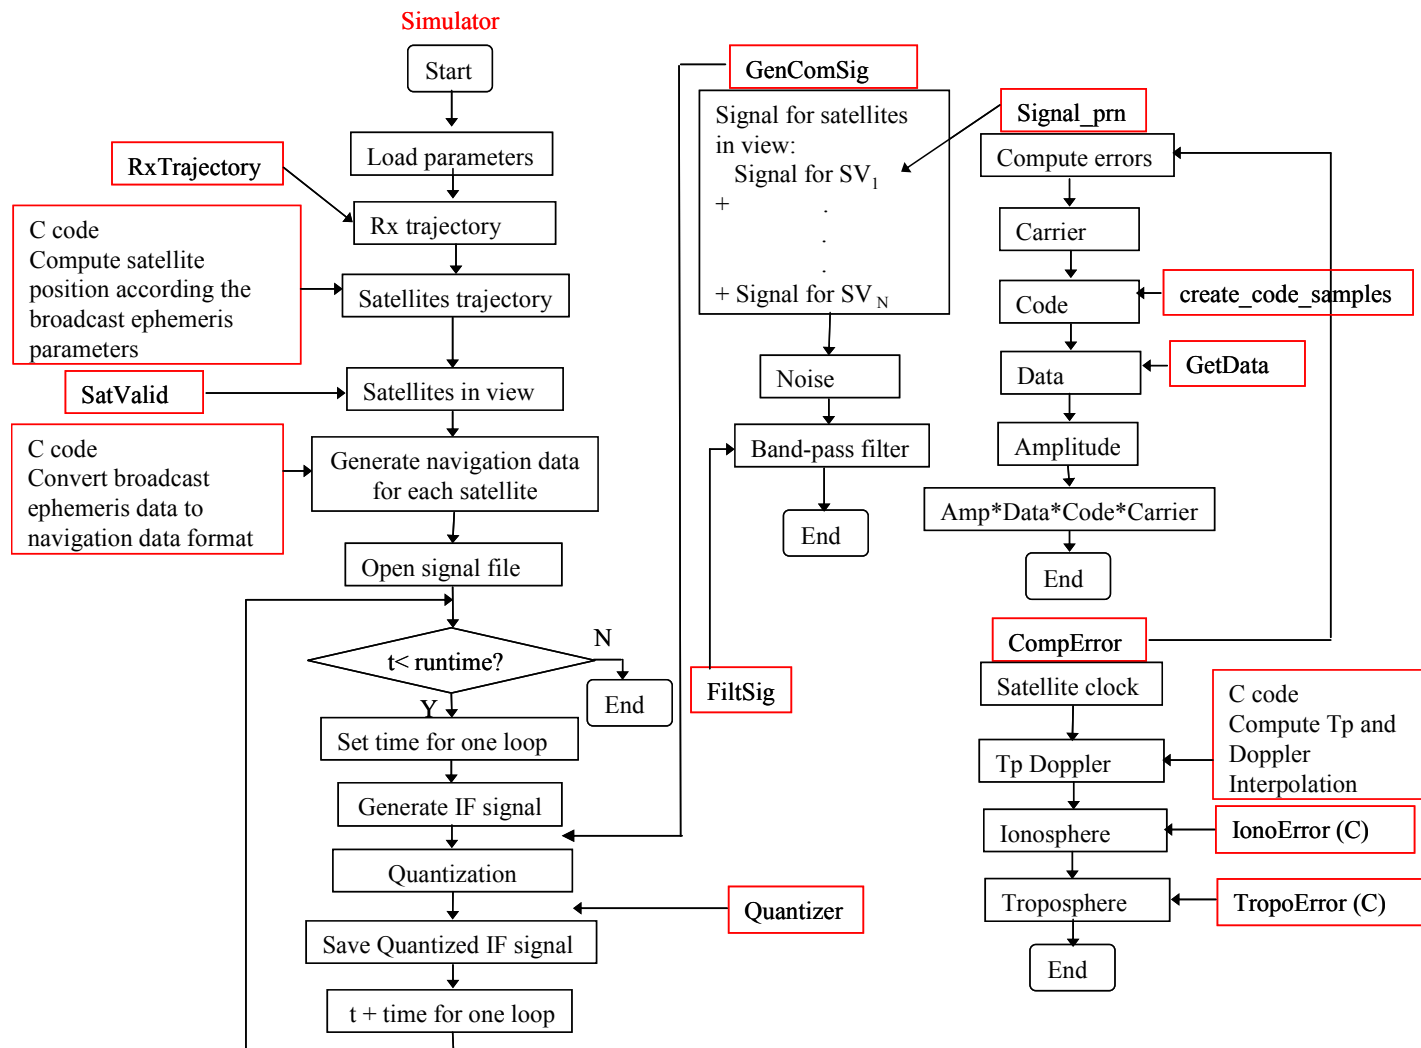 Simulator
Start
Load parameters
RxTrajectory
Rx trajectory
C code
Compute satellite
position according the
broadcast ephemeris
parameters
Satellites trajectory
SatValid
Satellites in view
C code
Convert broadcast
ephemeris data to
navigation data format
Generate navigation data
for each satellite
Open signal file
t< runtime?
N
End
Y
Set time for one loop
Generate IF signal
Quantization
Quantizer
Save Quantized IF signal
t + time for one loop
GenComSig
Signal for satellites
in view:
Signal for SV1
+ .
.
.
+ Signal for SV N
Noise
Band-pass filter
End
FiltSig
Signal_prn
Compute errors
Carrier
Code
create_code_samples
Data
GetData
Amplitude
Amp*Data*Code*Carrier
End
CompError
Satellite clock
Tp Doppler
C code
Compute Tp and
Doppler
Interpolation
Ionosphere
IonoError (C)
Troposphere
TropoError (C)
End